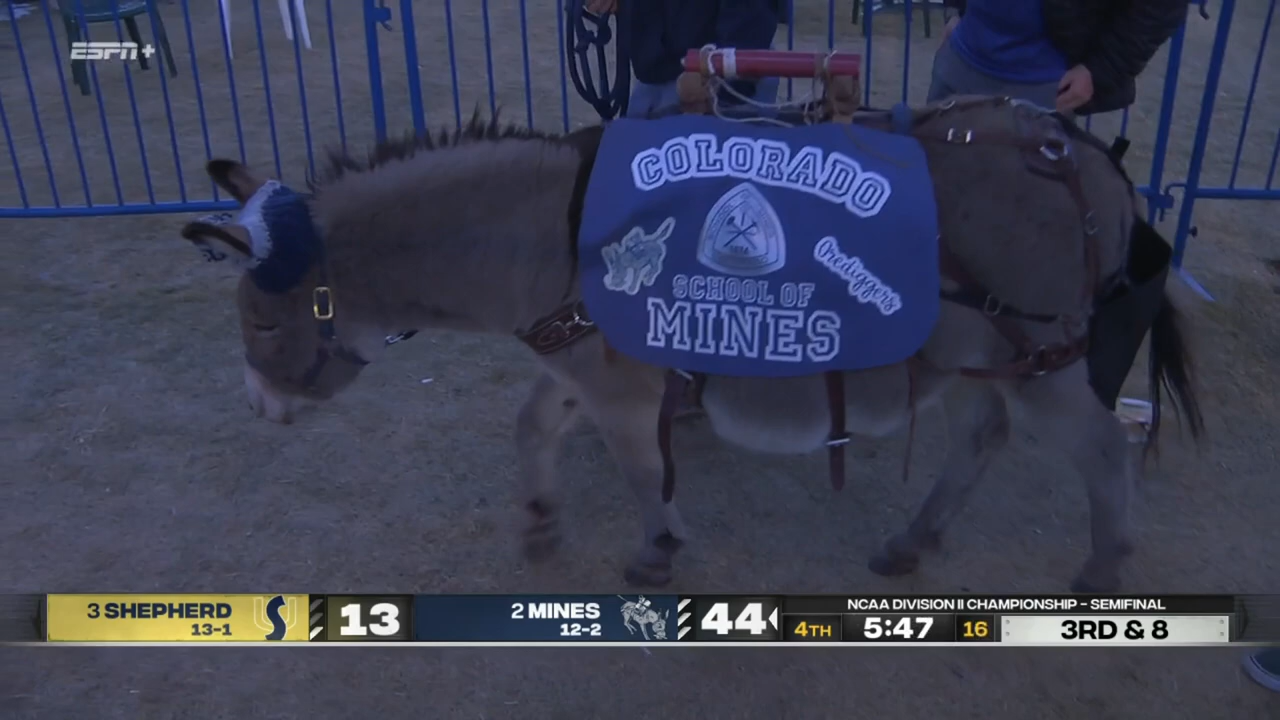 ESPN+
COLORADO
1874
Orediggers
SCHOOL OF
MINES
3 SHEPHERD
13-1
13
2 MINES
12-2
44
NCAA DIVISION II CHAMPIONSHIP - SEMIFINAL
4TH
5:47
16
3RD & 8